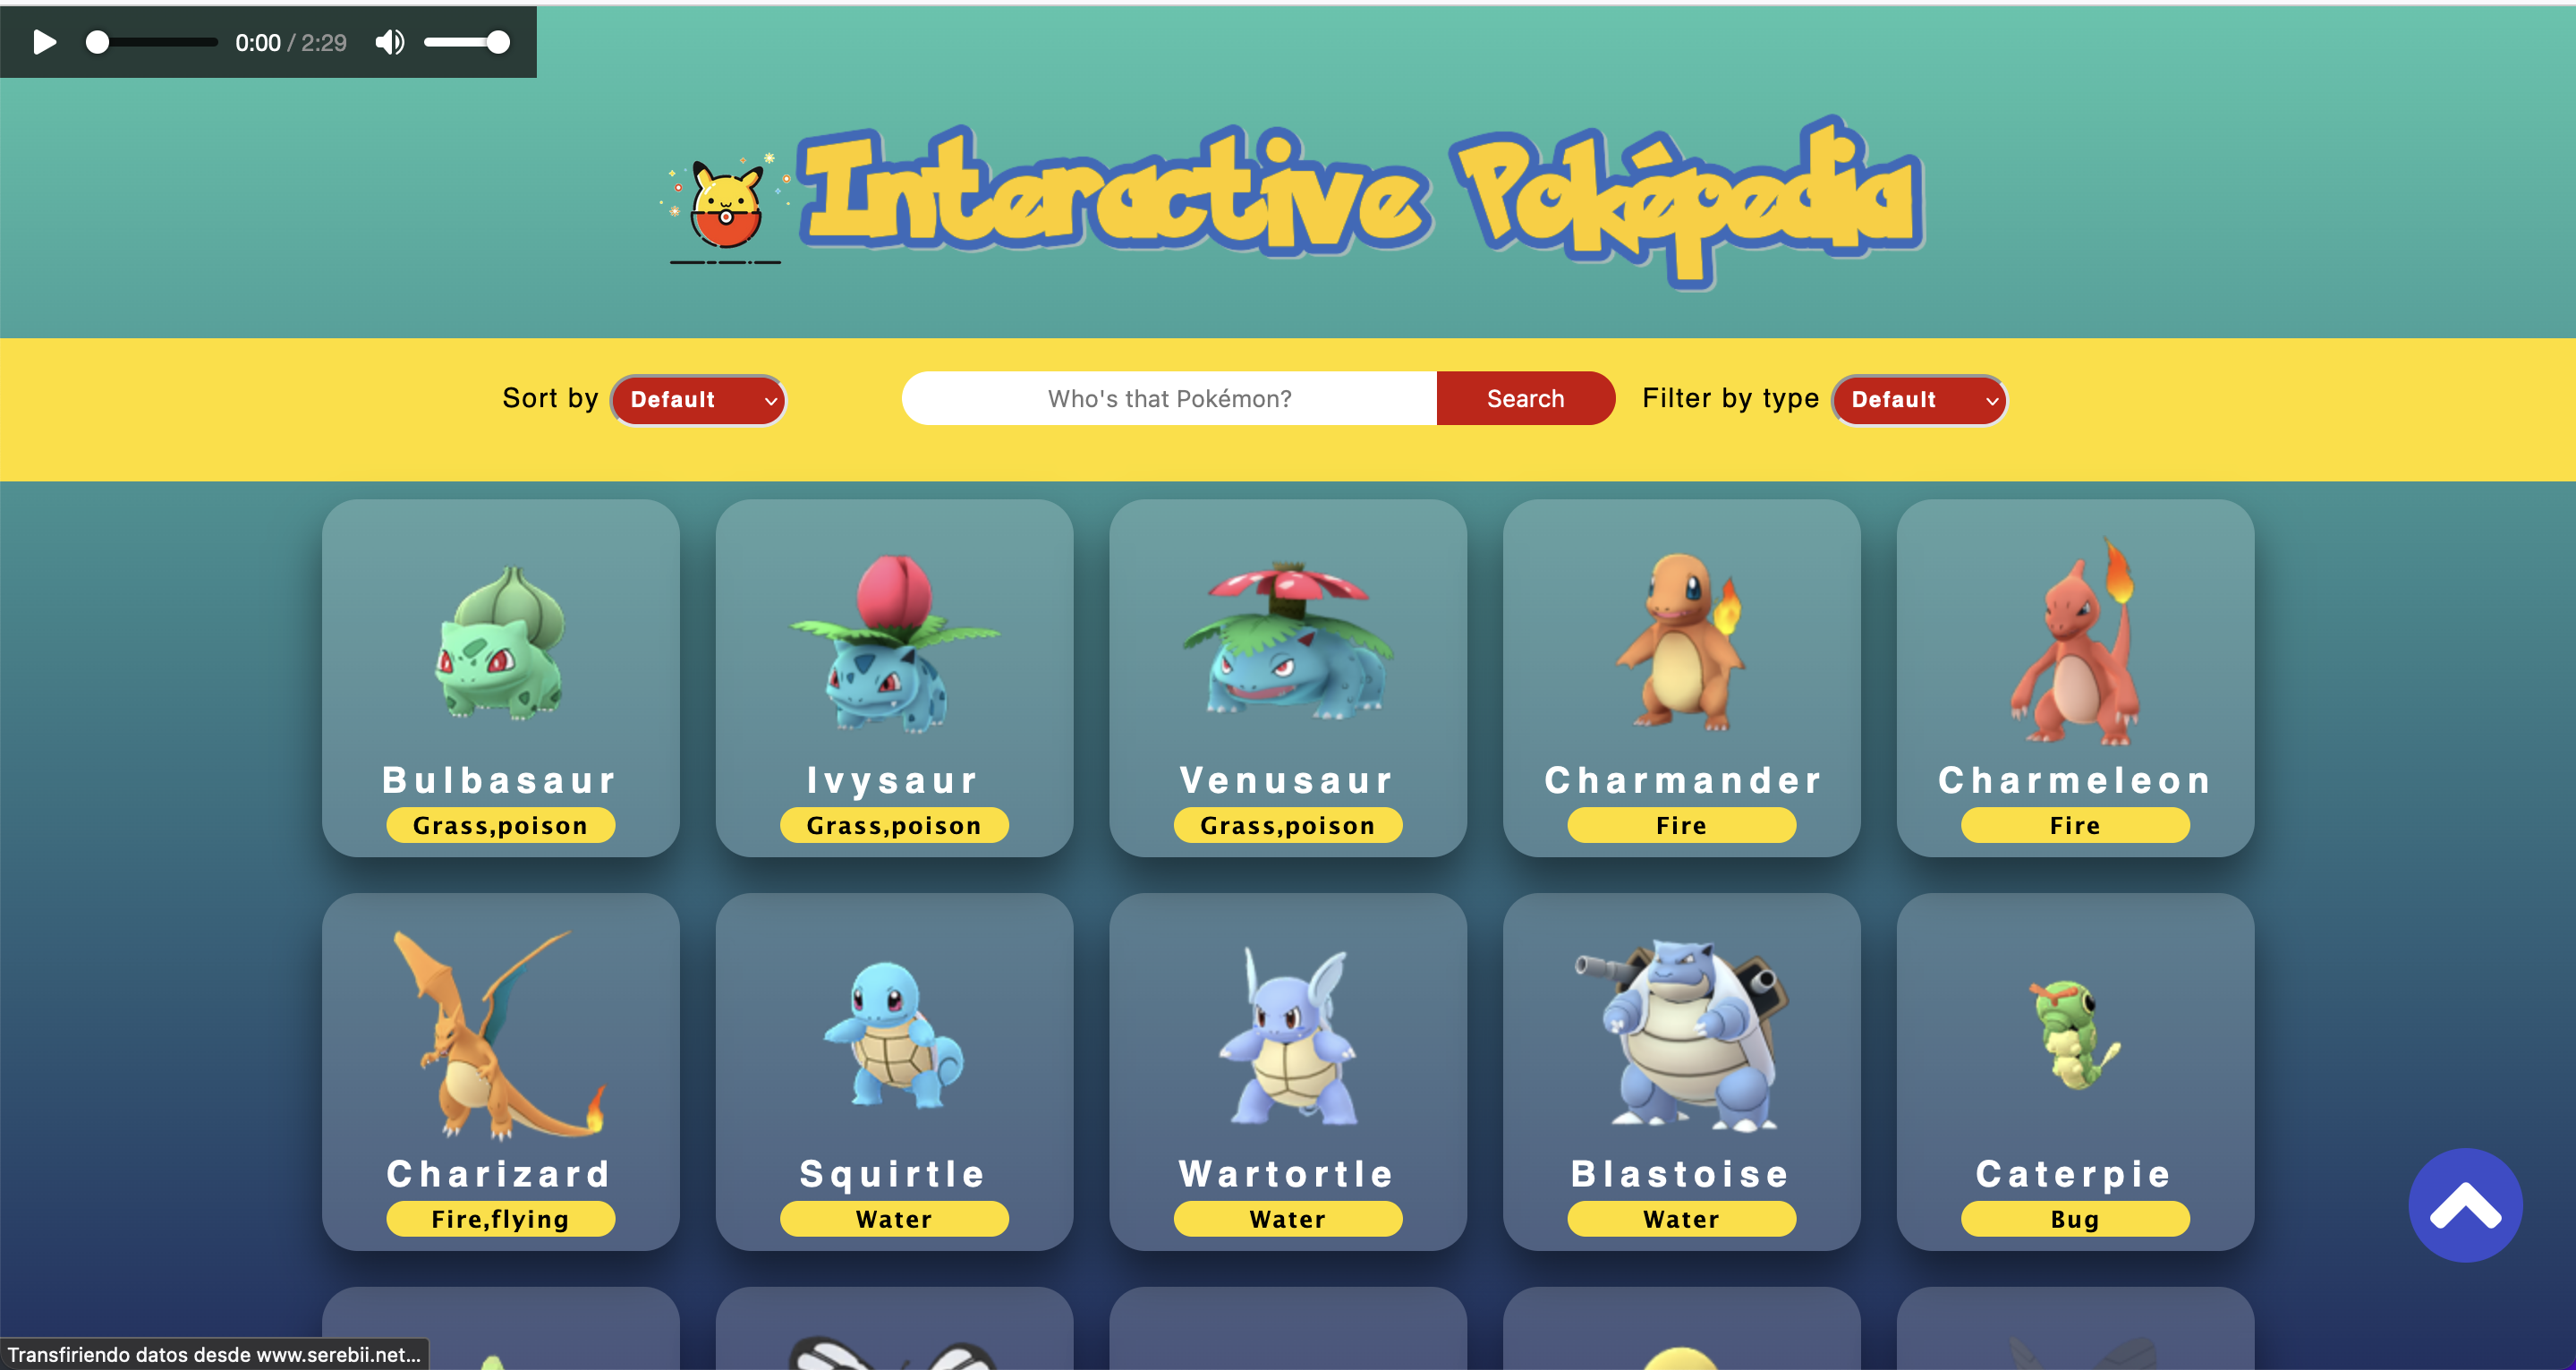 0:00 / 2:29
Interactive Poképedia
Sort by Default Who's that Pokémon? Search Filter by type Default
Bulbasaur Ivysaur Venusaur Charmander Charmeleon
Grass,poison Grass,poison Grass,poison Fire Fire
Charizard Squirtle Wartortle Blastoise Caterpie
Fire,flying Water Water Water Bug
Transfiriendo datos desde www.serebii.net...